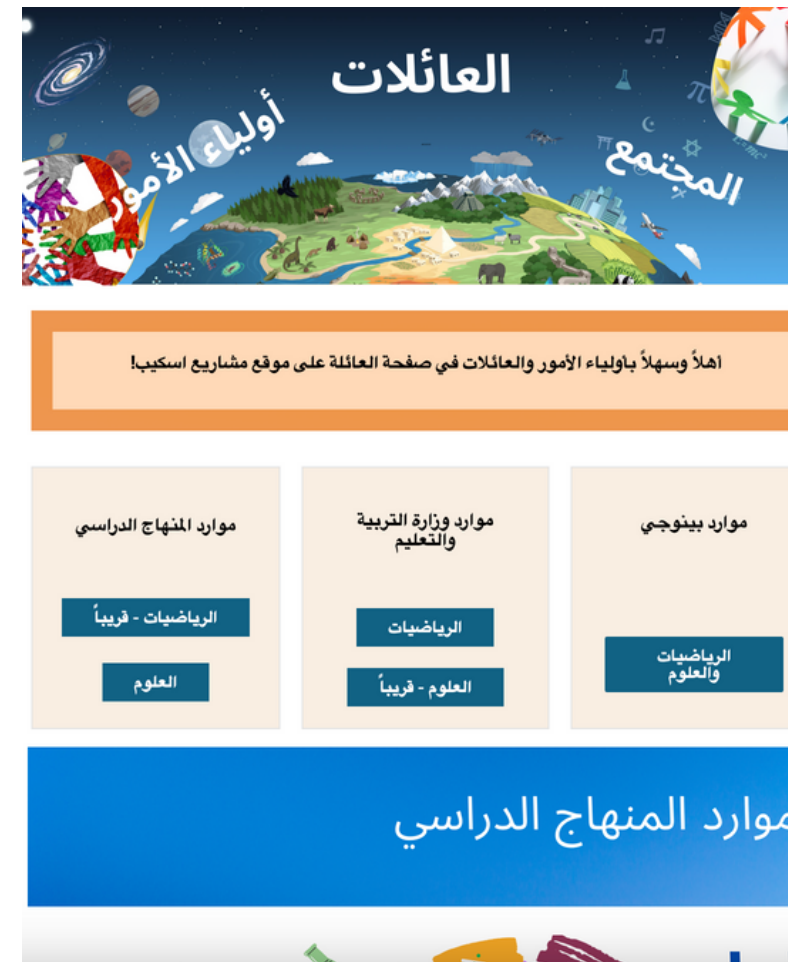 العائلات
أولياء الأمور
المجتمع
π
E=mc²
أهلاً وسهلاً بأولياء الأمور والعائلات في صفحة العائلة على موقع مشاريع اسكيب!
موارد بينوجي
الرياضيات
والعلوم
موارد وزارة التربية
والتعليم
الرياضيات
العلوم - قريباً
موارد المنهاج الدراسي
الرياضيات - قريباً
العلوم
موارد المنهاج الدراسي